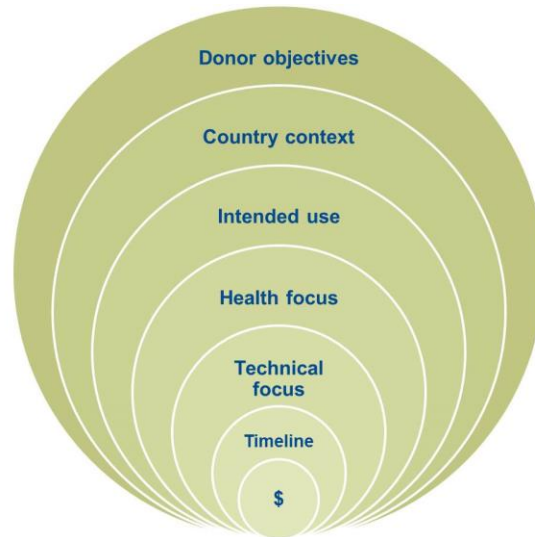 Donor objectives
Country context
Intended use
Health focus
Technical
focus
Timeline
$